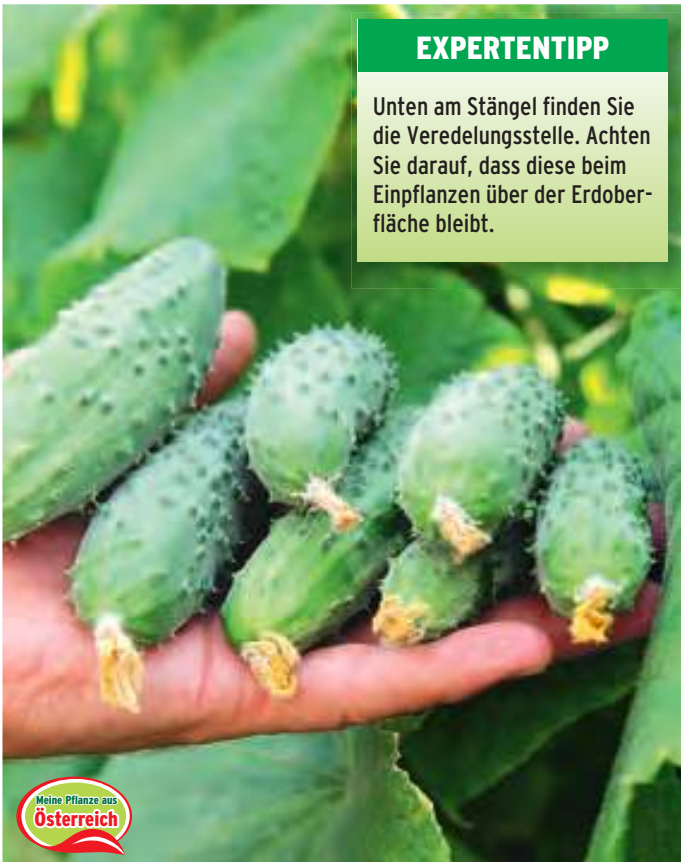 EXPERTENTIPP
Unten am Stängel finden Sie
die Veredelungsstelle. Achten
Sie darauf, dass diese beim
Einpflanzen über der Erdober-
fläche bleibt.
Meine Pflanze aus
Österreich